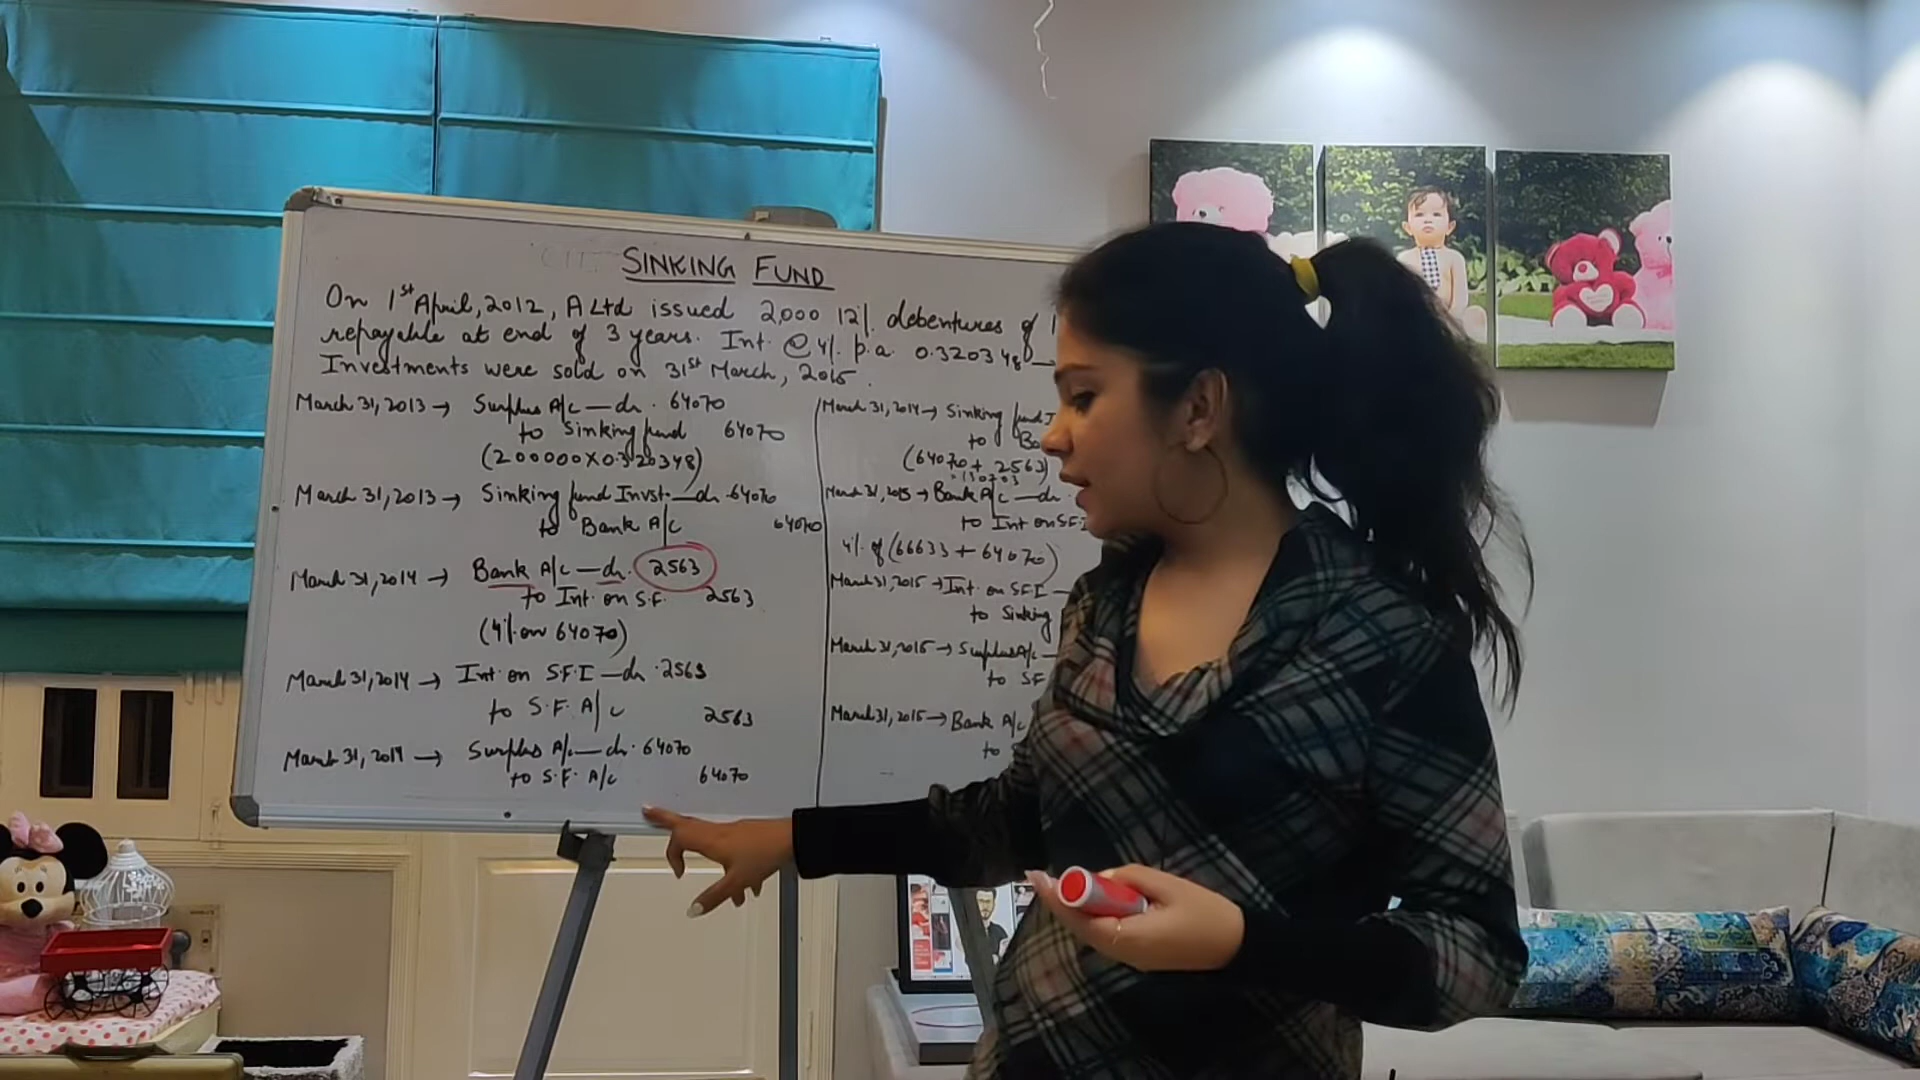 SINKING FUND
On 1st April, 2012, A Ltd issued 2,000 12%. debentures of 1
repayable at end of 3 years. Int. @ 4%. p.a. 0.320348
Investments were sold on 31st March, 2015.
March 31, 2013 → Surplus A/c — dr. 64070
to Sinking fund 64070
(200000 X 0.320348)
March 31, 2013 → Sinking fund Invst. — dr. 64070
to Bank A/c 64070
March 31, 2014 → Bank A/c — dr. 2563
to Int. on S.F. 2563
(4%. on 64070)
March 31, 2014 → Int. on S.F.I — dr. 2563
to S.F. A/c 2563
March 31, 2014 → Surplus A/c — dr. 64070
to S.F. A/c 64070
March 31, 2014 → Sinking fund I
to Ba
(64070 + 2563)
March 31, 2015 → Bank A/c — dr.
to Int on S.F.I
4%. of (66633 + 64070)
March 31, 2015 → Int. on SFI —
to Sinking
March 31, 2015 → Surplus A/c —
to SF
March 31, 2015 → Bank A/c
to S